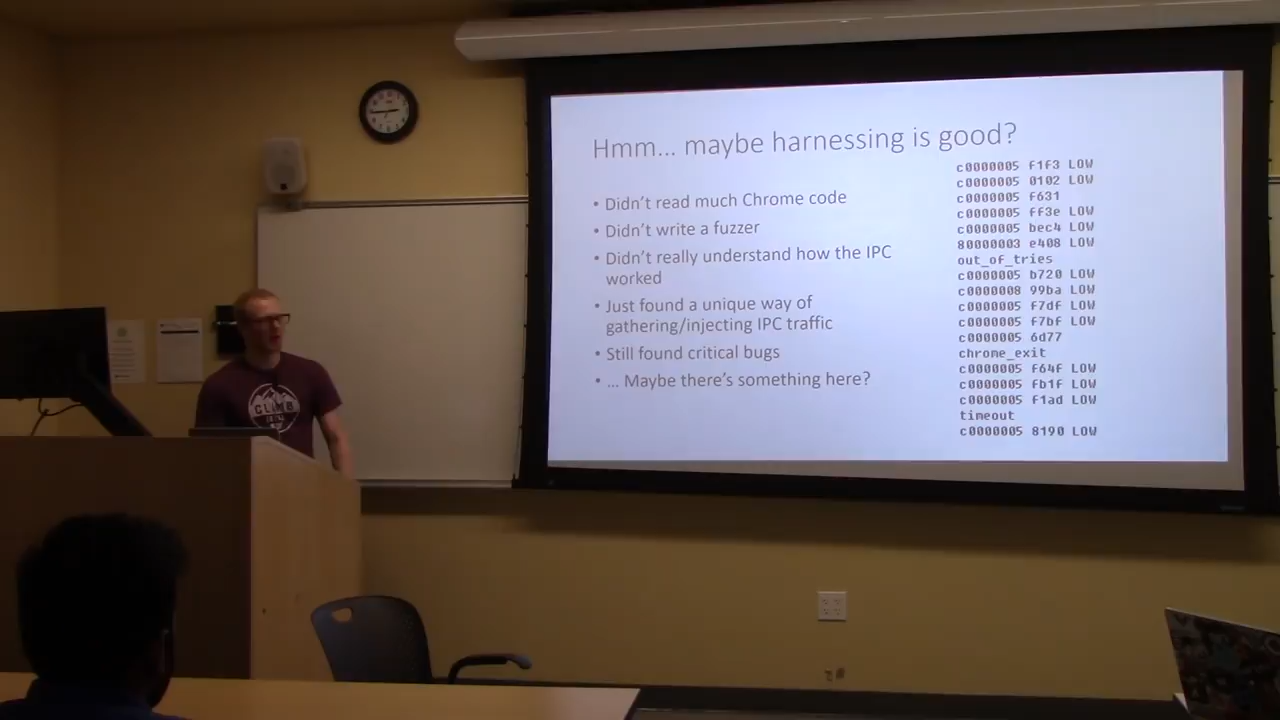 Hmm... maybe harnessing is good?
• Didn't read much Chrome code
• Didn't write a fuzzer
• Didn't really understand how the IPC
worked
• Just found a unique way of
gathering/injecting IPC traffic
• Still found critical bugs
• ... Maybe there's something here?
c0000005 f1f3 LOW
c0000005 0102 LOW
c0000005 f631
c0000005 ff3e LOW
c0000005 bec4 LOW
80000003 e408 LOW
out_of_tries
c0000005 b720 LOW
c0000008 99ba LOW
c0000005 f7df LOW
c0000005 f7bf LOW
c0000005 6d77
chrome_exit
c0000005 f64f LOW
c0000005 fb1f LOW
c0000005 f1ad LOW
timeout
c0000005 8190 LOW
CLIMB